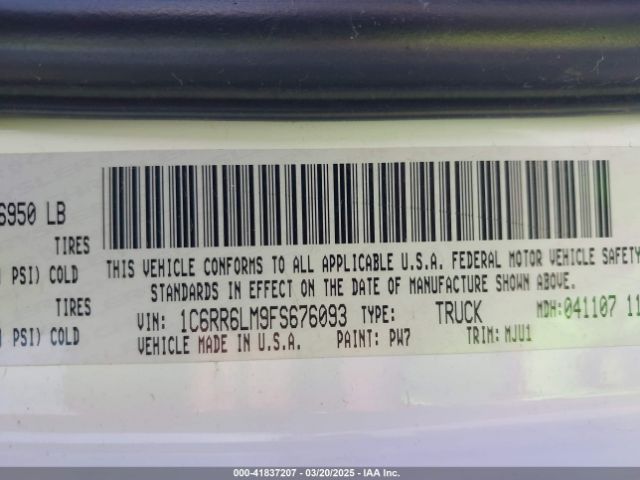 6950 LB
TIRES
PSI) COLD
TIRES
PSI) COLD
THIS VEHICLE CONFORMS TO ALL APPLICABLE U.S.A. FEDERAL MOTOR VEHICLE SAFETY
STANDARDS IN EFFECT ON THE DATE OF MANUFACTURE SHOWN ABOVE.
VIN: 1C6RR6LM9FS676093 TYPE: TRUCK MDH:041107 11
VEHICLE MADE IN U.S.A. PAINT: PW7 TRIM: MJU1
000-41837207 - 03/20/2025 - IAA Inc.